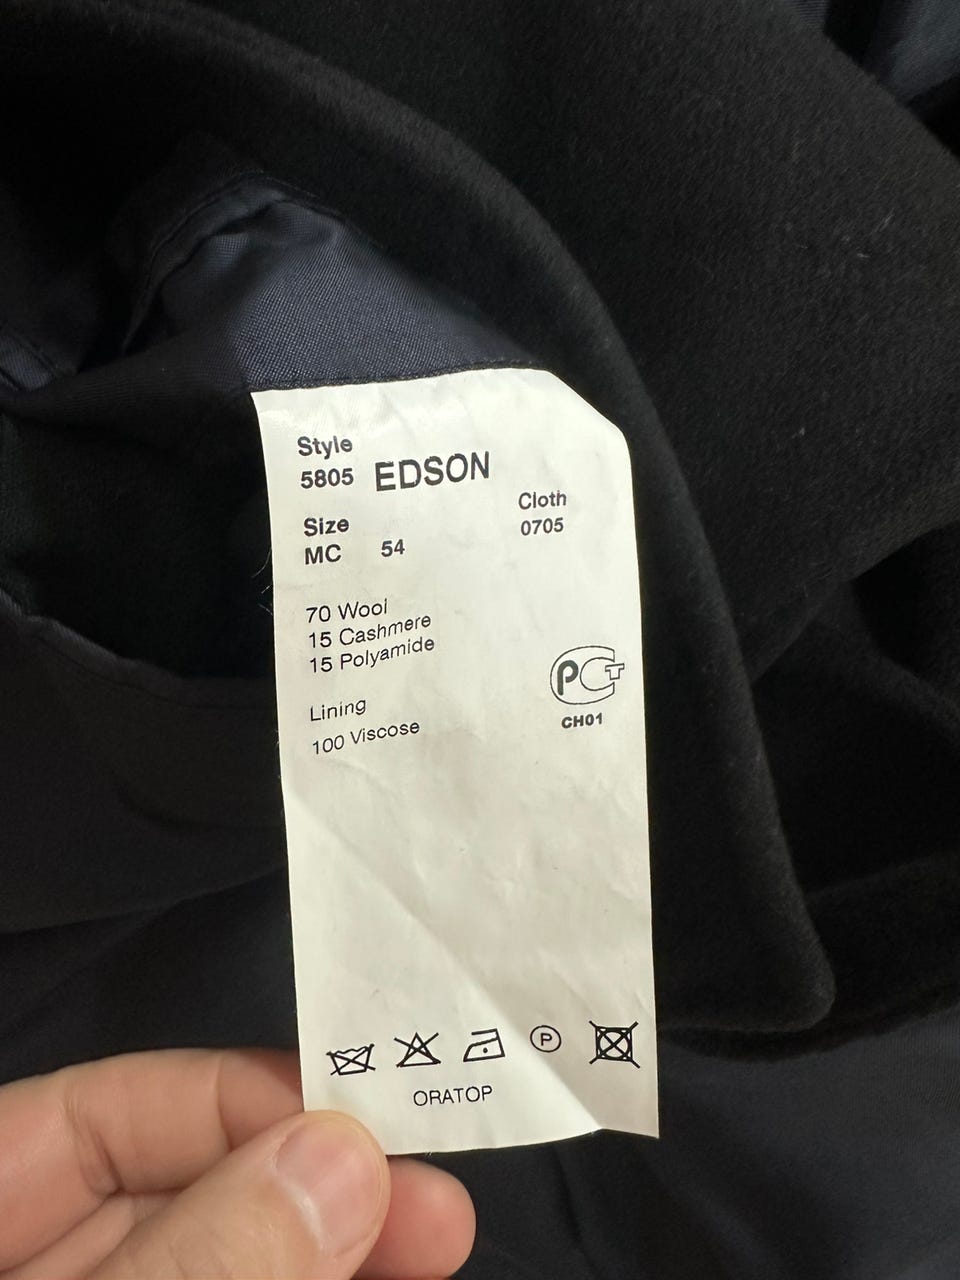 Style
5805 EDSON
Size Cloth
MC 54 0705
70 Wool
15 Cashmere
15 Polyamide
Lining
100 Viscose
РСТ
CH01
P
ORATOP